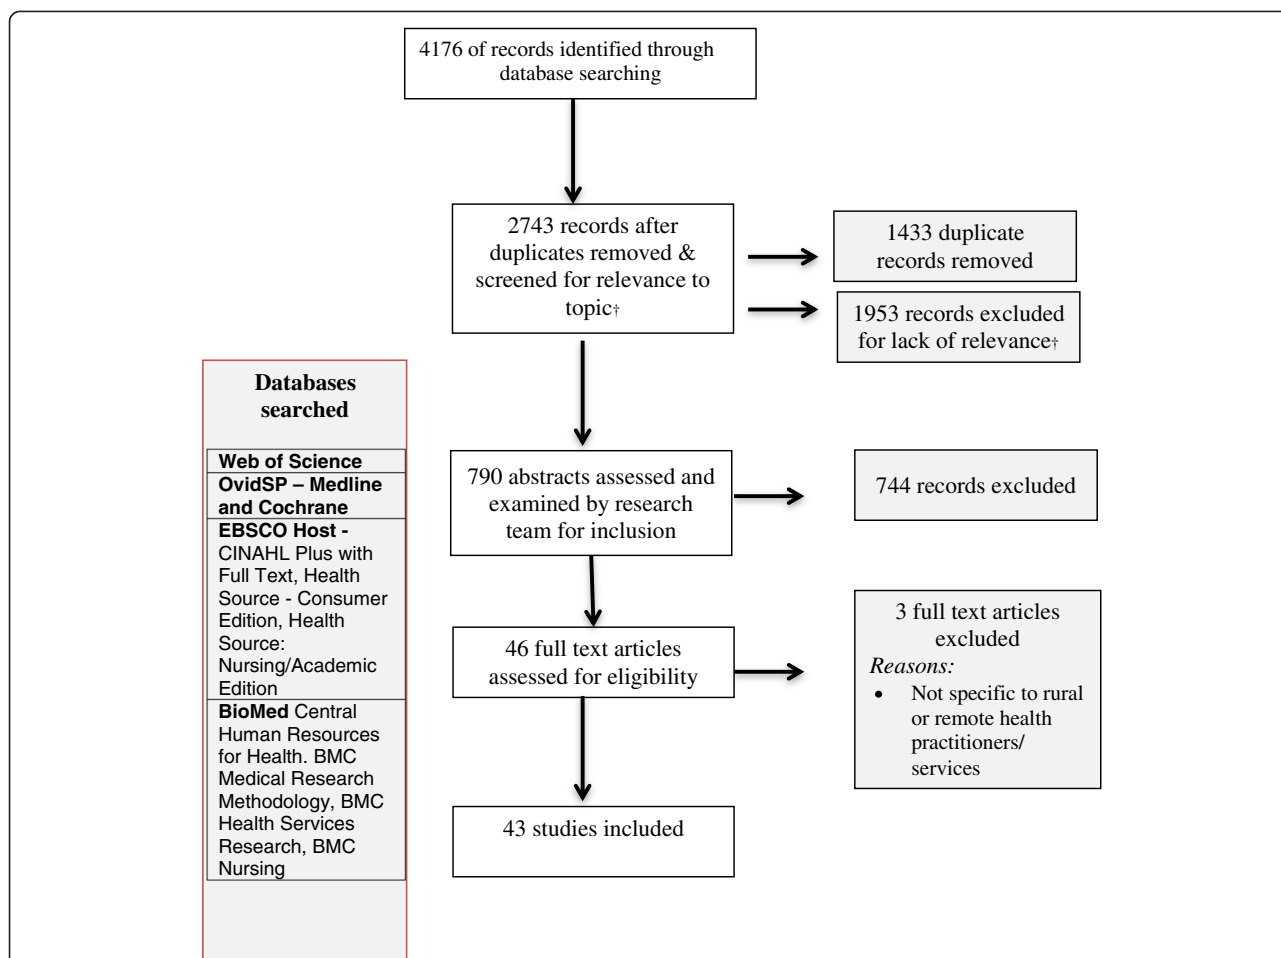 4176 of records identified through
database searching
2743 records after
duplicates removed &
screened for relevance to
topic†
1433 duplicate
records removed
1953 records excluded
for lack of relevance†
Databases
searched
Web of Science
OvidSP – Medline
and Cochrane
EBSCO Host -
CINAHL Plus with
Full Text, Health
Source - Consumer
Edition, Health
Source:
Nursing/Academic
Edition
BioMed Central
Human Resources
for Health. BMC
Medical Research
Methodology, BMC
Health Services
Research, BMC
Nursing
790 abstracts assessed and
examined by research
team for inclusion
744 records excluded
46 full text articles
assessed for eligibility
3 full text articles
excluded
Reasons:
• Not specific to rural
or remote health
practitioners/
services
43 studies included